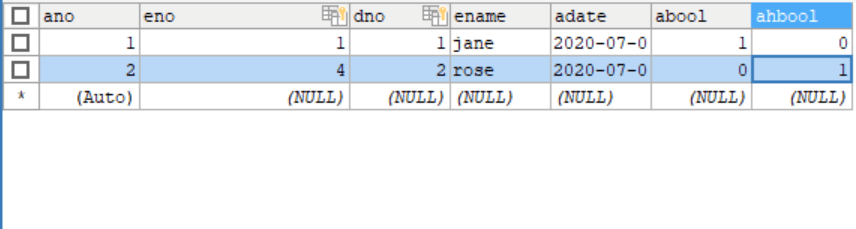 ano eno dno ename adate abool ahbool
1 1 1 jane 2020-07-0 1 0
2 4 2 rose 2020-07-0 0 1
* (Auto) (NULL) (NULL) (NULL) (NULL) (NULL) (NULL)